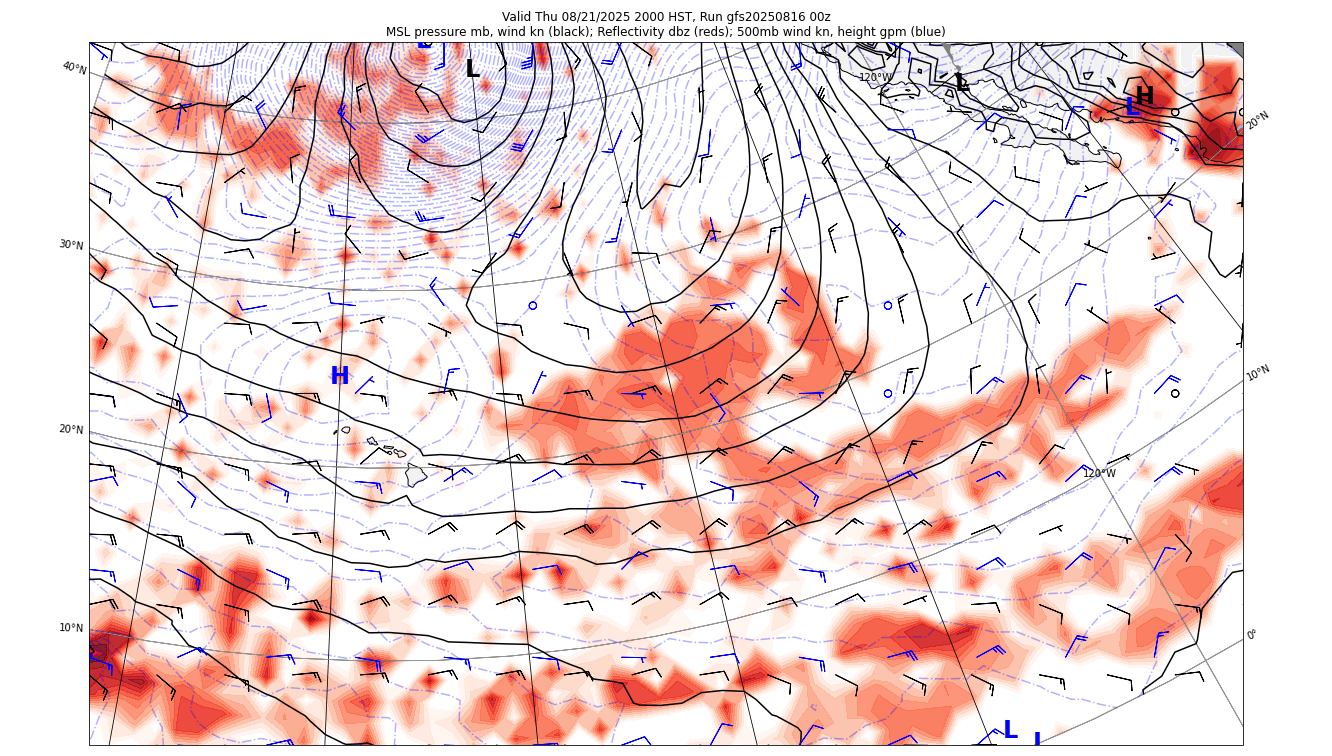 Valid Thu 08/21/2025 2000 HST, Run gfs20250816 00z
MSL pressure mb, wind kn (black); Reflectivity dbz (reds); 500mb wind kn, height gpm (blue)
L
40°N
120°W
L
H
L
20°N
30°N
H
10°N
20°N
120°W
10°N
0°
L